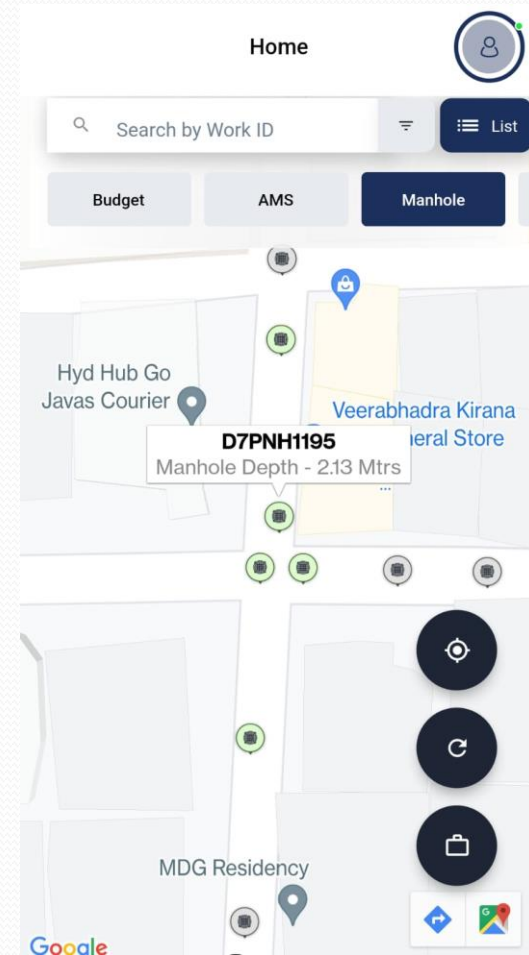 Home
Search by Work ID
List
Budget
AMS
Manhole
Hyd Hub Go
Javas Courier
Veerabhadra Kirana
neral Store
D7PNH1195
Manhole Depth - 2.13 Mtrs
...
MDG Residency
Google